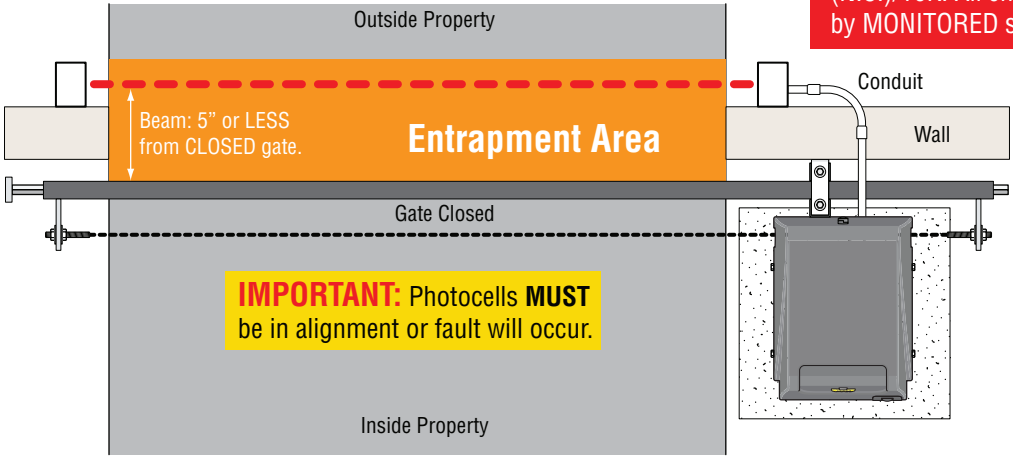 Outside Property
by MONITORED
Conduit
Beam: 5” or LESS
from CLOSED gate.
Entrapment Area
Wall
Gate Closed
IMPORTANT: Photocells MUST
be in alignment or fault will occur.
Inside Property